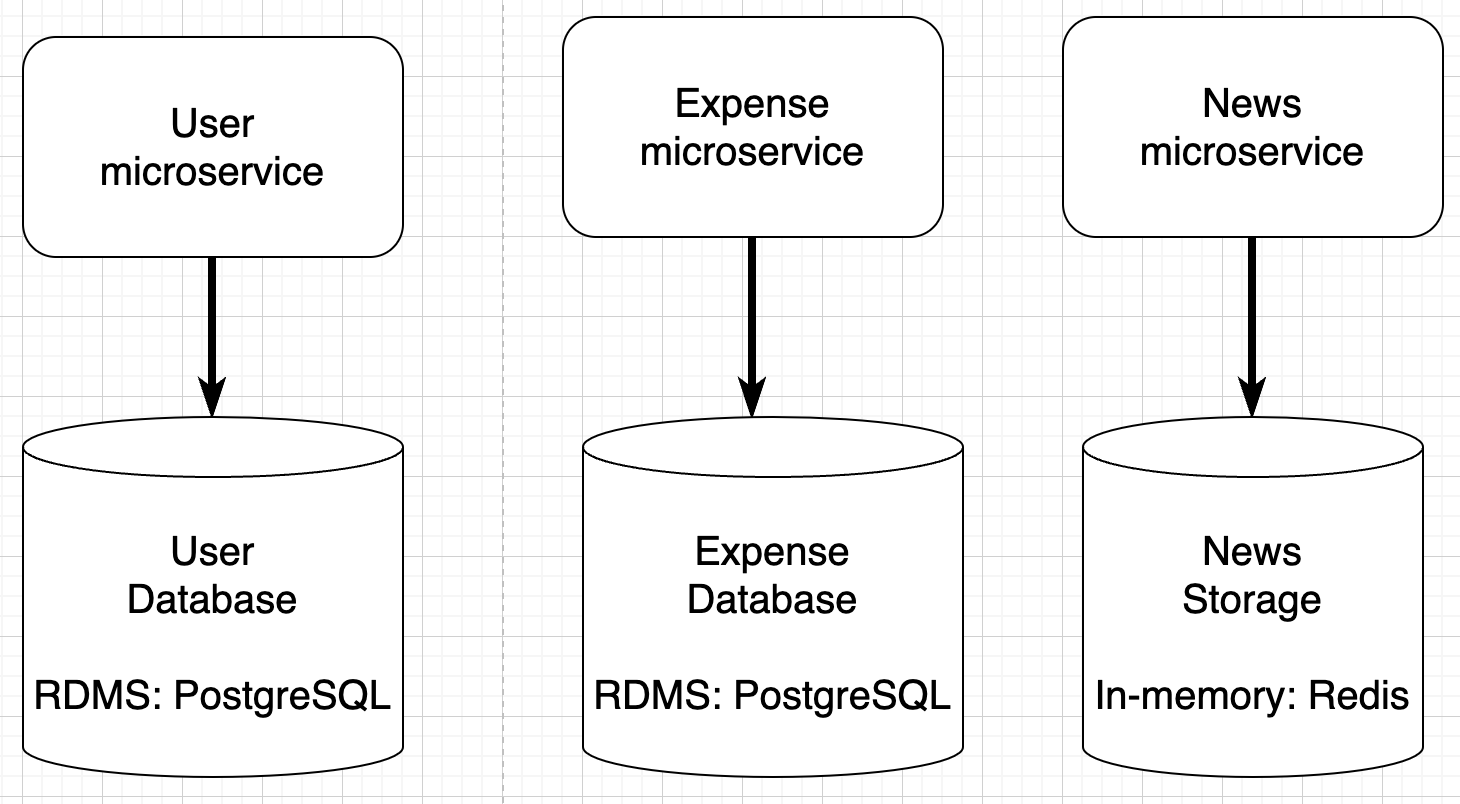 User
microservice
Expense
microservice
News
microservice
User
Database
RDMS: PostgreSQL
Expense
Database
RDMS: PostgreSQL
News
Storage
In-memory: Redis